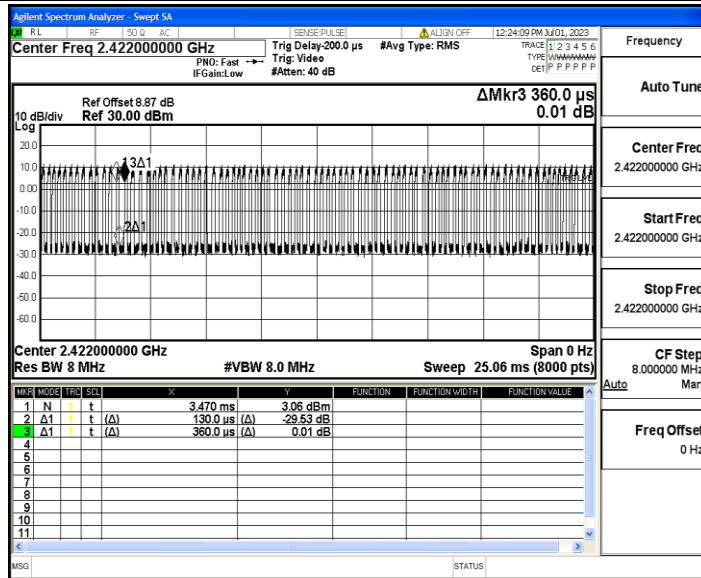 Agilent Spectrum Analyzer - Swept SA
RL RF 50 Ω AC SENSE:PULSE ALIGN OFF 12:24:09 PM Jul 01, 2023
Center Freq 2.422000000 GHz
PNO: Fast
IFGain:Low
Trig Delay-200.0 µs
Trig: Video
#Atten: 40 dB
#Avg Type: RMS
TRACE 1 2 3 4 5 6
TYPE WWWWWW
DET P P P P P P
ΔMkr3 360.0 µs
0.01 dB
Ref Offset 8.87 dB
10 dB/div Ref 30.00 dBm
Log
20.0
10.0
0.00
-10.0
-20.0
-30.0
-40.0
-50.0
-60.0
13Δ1
2Δ1
TRIG LVL
Center 2.422000000 GHz Span 0 Hz
Res BW 8 MHz #VBW 8.0 MHz Sweep 25.06 ms (8000 pts)
MKR MODE TRC SCL X Y FUNCTION FUNCTION WIDTH FUNCTION VALUE
1 N 1 t 3.470 ms 3.06 dBm
2 Δ1 1 t (Δ) 130.0 µs (Δ) -29.53 dB
3 Δ1 1 t (Δ) 360.0 µs (Δ) 0.01 dB
4
5
6
7
8
9
10
11
MSG STATUS
Frequency
Auto Tune
Center Freq
2.422000000 GHz
Start Freq
2.422000000 GHz
Stop Freq
2.422000000 GHz
CF Step
8.000000 MHz
Auto Man
Freq Offset
0 Hz